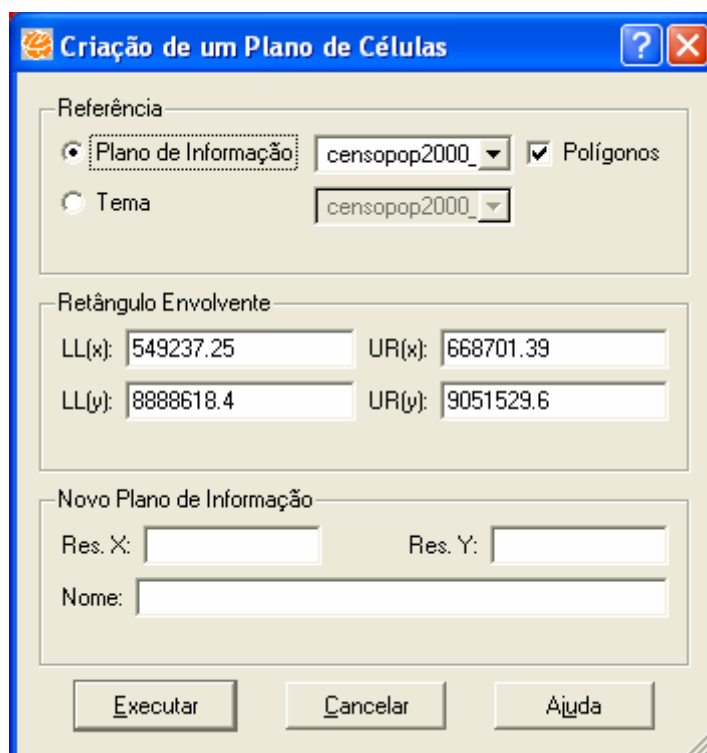 Criação de um Plano de Células
Referência
Plano de Informação censopop2000_ Polígonos
Tema censopop2000_
Retângulo Envolvente
LL(x): 549237.25 UR(x): 668701.39
LL(y): 8888618.4 UR(y): 9051529.6
Novo Plano de Informação
Res. X: Res. Y:
Nome:
Executar Cancelar Ajuda